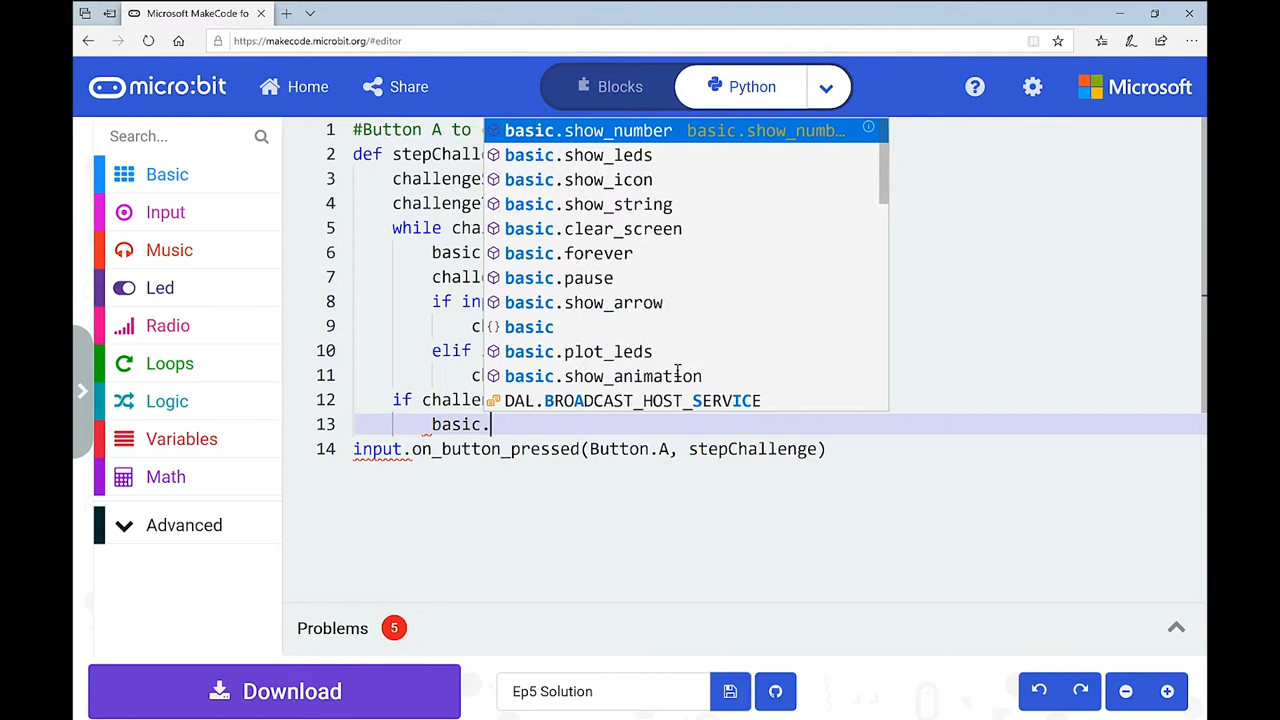 Microsoft MakeCode fo
https://makecode.microbit.org/#editor
micro:bit
Home
Share
Blocks
Python
Microsoft
Search...
Basic
Input
Music
Led
Radio
Loops
Logic
Variables
Math
Advanced
1 #Button A to
2 def stepChalle
3 challenge
4 challenge
5 while cha
6 basic
7 challe
8 if in
9 c
10 elif
11 c
12 if challe
13 basic.
14 input.on_button_pressed(Button.A, stepChallenge)
basic.show_number basic.show_numb…
basic.show_leds
basic.show_icon
basic.show_string
basic.clear_screen
basic.forever
basic.pause
basic.show_arrow
basic
basic.plot_leds
basic.show_animation
DAL.BROADCAST_HOST_SERVICE
Problems 5
Download
Ep5 Solution